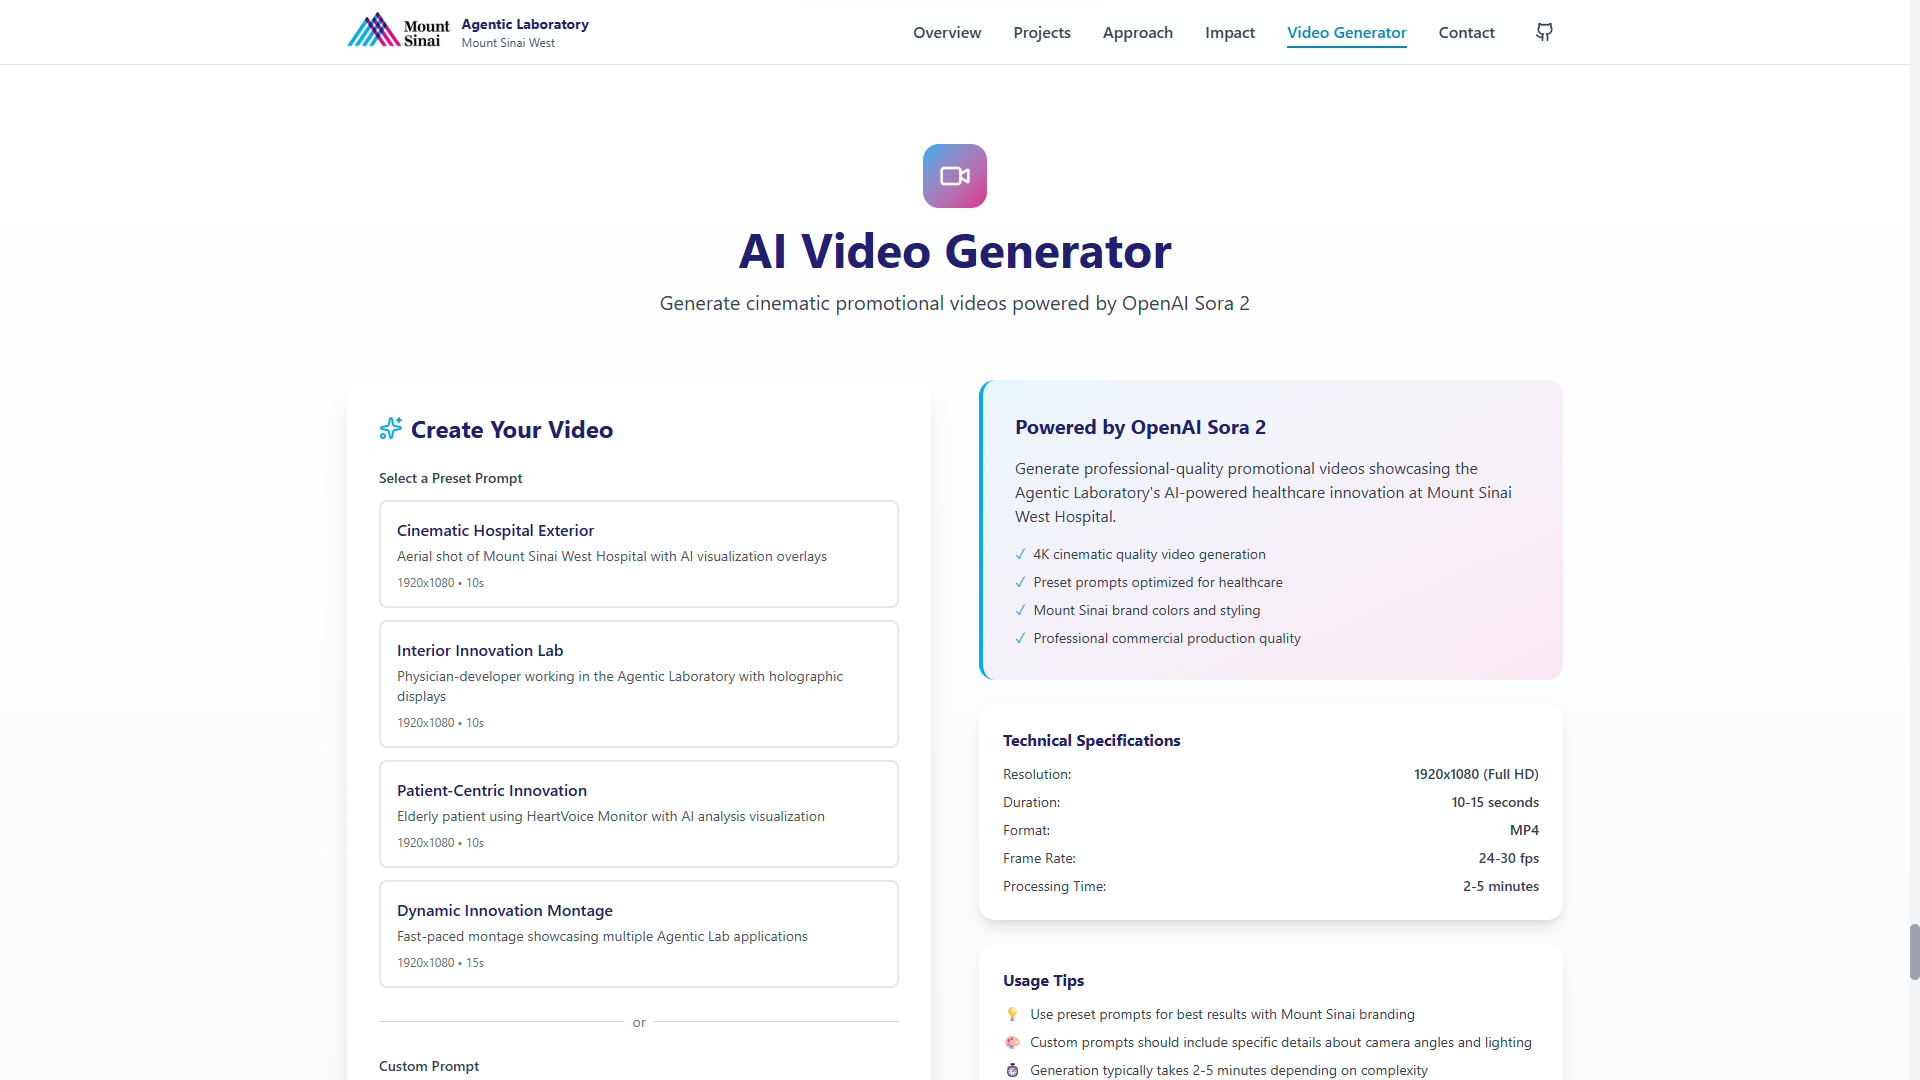 Mount
Sinai
Agentic Laboratory
Mount Sinai West
Overview
Projects
Approach
Impact
Video Generator
Contact
AI Video Generator
Generate cinematic promotional videos powered by OpenAI Sora 2
Create Your Video
Select a Preset Prompt
Cinematic Hospital Exterior
Aerial shot of Mount Sinai West Hospital with AI visualization overlays
1920x1080 • 10s
Interior Innovation Lab
Physician-developer working in the Agentic Laboratory with holographic
displays
1920x1080 • 10s
Patient-Centric Innovation
Elderly patient using HeartVoice Monitor with AI analysis visualization
1920x1080 • 10s
Dynamic Innovation Montage
Fast-paced montage showcasing multiple Agentic Lab applications
1920x1080 • 15s
or
Custom Prompt
Powered by OpenAI Sora 2
Generate professional-quality promotional videos showcasing the
Agentic Laboratory's AI-powered healthcare innovation at Mount Sinai
West Hospital.
✓ 4K cinematic quality video generation
✓ Preset prompts optimized for healthcare
✓ Mount Sinai brand colors and styling
✓ Professional commercial production quality
Technical Specifications
Resolution: 1920x1080 (Full HD)
Duration: 10-15 seconds
Format: MP4
Frame Rate: 24-30 fps
Processing Time: 2-5 minutes
Usage Tips
💡 Use preset prompts for best results with Mount Sinai branding
🎨 Custom prompts should include specific details about camera angles and lighting
⏱️ Generation typically takes 2-5 minutes depending on complexity